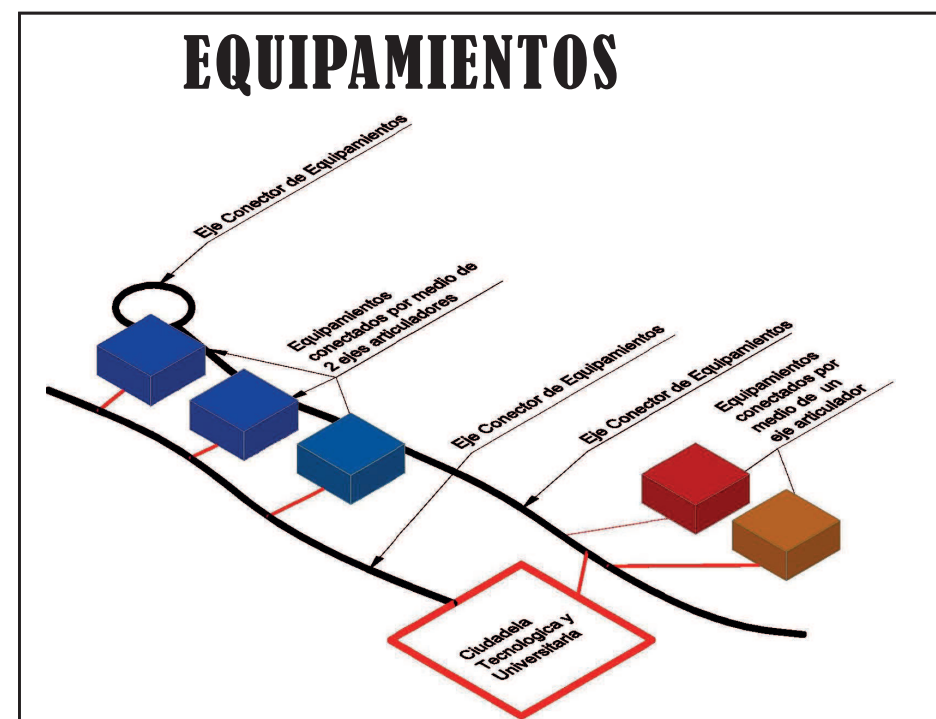 EQUIPAMIENTOS
Eje Conector de Equipamientos
Equipamientos
conectados por medio de
2 ejes articuladores
Eje Conector de Equipamientos
Eje Conector de Equipamientos
Equipamientos
conectados por
medio de un
eje articulador
Ciudadela
Tecnologica y
Universitaria